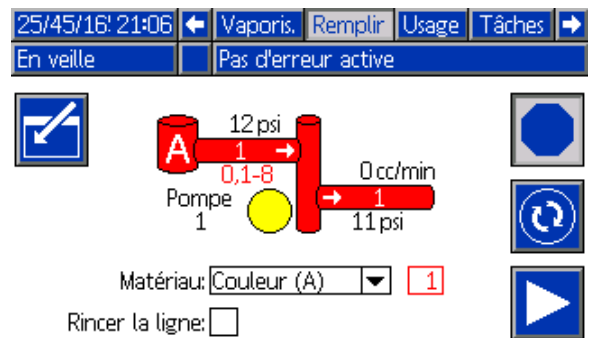 25/45/16 21:06 Vaporis. Remplir Usage Tâches
En veille Pas d'erreur active
12 psi
A 1
0,1-8
0 cc/min
Pompe
1
1
11 psi
Matériau: Couleur (A) 1
Rincer la ligne: